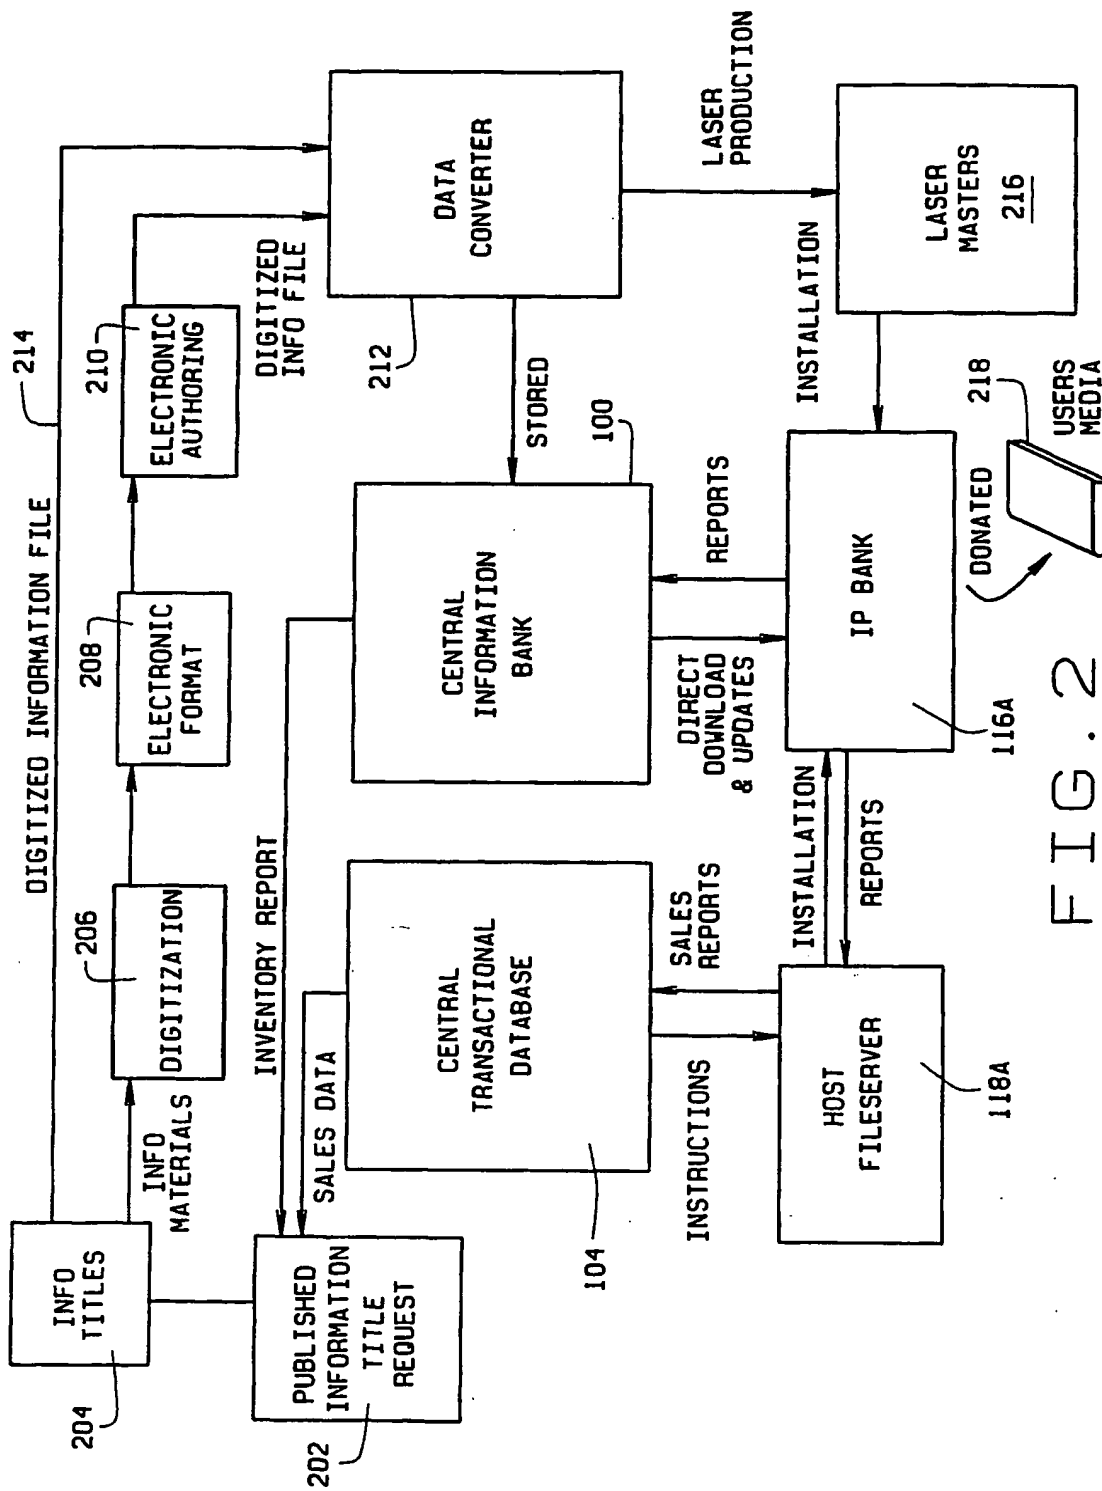 214
DIGITIZED INFORMATION FILE
210
ELECTRONIC
AUTHORING
208
ELECTRONIC
FORMAT
206
DIGITIZATION
INFO
MATERIALS
INFO
TITLES
204
DIGITIZED
INFO FILE
DATA
CONVERTER
212
STORED
INVENTORY REPORT
SALES DATA
PUBLISHED
INFORMATION
TITLE
REQUEST
202
100
CENTRAL
INFORMATION
BANK
CENTRAL
TRANSACTIONAL
DATABASE
104
LASER
PRODUCTION
REPORTS
DIRECT
DOWNLOAD
& UPDATES
SALES
REPORTS
INSTRUCTIONS
LASER
MASTERS
216
INSTALLATION
IP BANK
116A
INSTALLATION
REPORTS
HOST
FILESERVER
118A
DONATED
218
USERS
MEDIA
FIG. 2